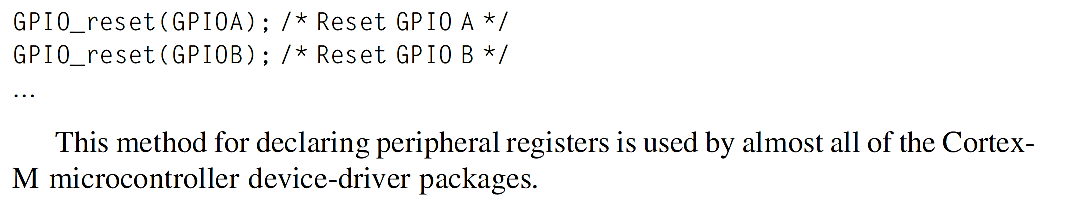 GPIO_reset(GPIOA); /* Reset GPIO A */
GPIO_reset(GPIOB); /* Reset GPIO B */
...
This method for declaring peripheral registers is used by almost all of the Cortex-
M microcontroller device-driver packages.